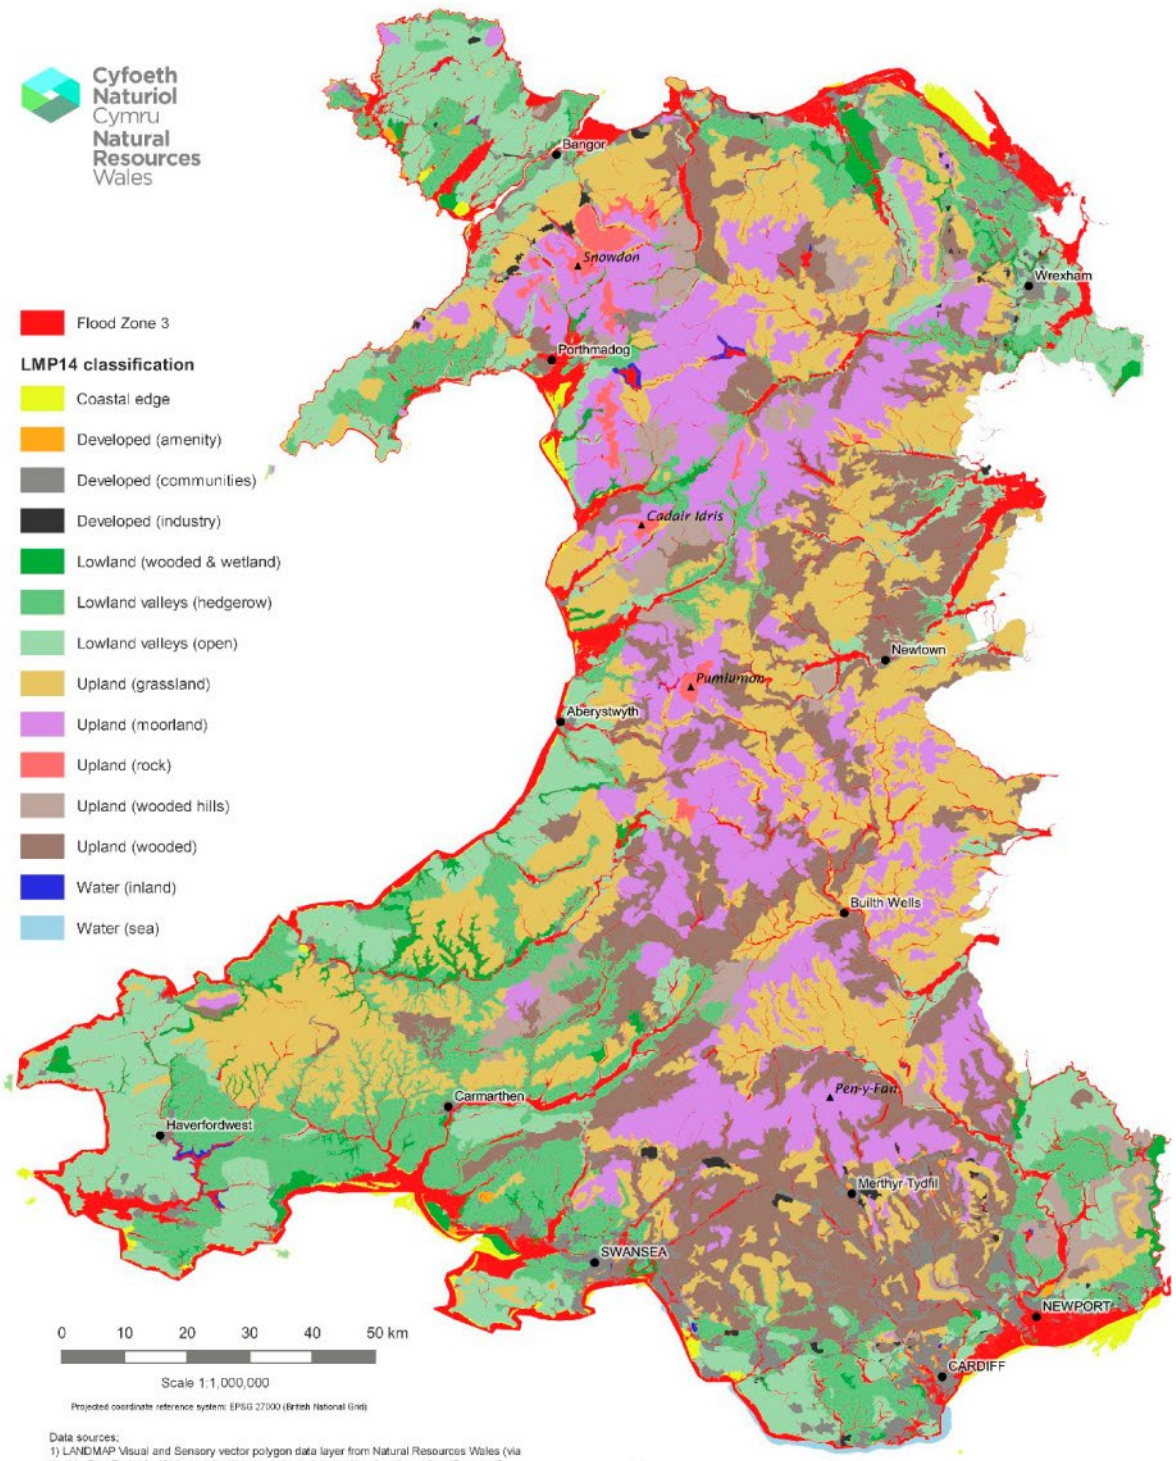 Cyfoeth
Naturiol
Cymru
Natural
Resources
Wales
Flood Zone 3
LMP14 classification
Coastal edge
Developed (amenity)
Developed (communities)
Developed (industry)
Lowland (wooded & wetland)
Lowland valleys (hedgerow)
Lowland valleys (open)
Upland (grassland)
Upland (moorland)
Upland (rock)
Upland (wooded hills)
Upland (wooded)
Water (inland)
Water (sea)
Bangor
Snowdon
Wrexham
Porthmadog
Cadair Idris
Newtown
Pumlumon
Aberystwyth
Builth Wells
Pen-y-Fan
Carmarthen
Haverfordwest
Merthyr Tydfil
SWANSEA
NEWPORT
CARDIFF
0 10 20 30 40 50 km
Scale 1:1,000,000
Projected coordinate reference system: EPSG 27000 (British National Grid)
Data sources:
1) LANDMAP Visual and Sensory vector polygon data layer from Natural Resources Wales (via